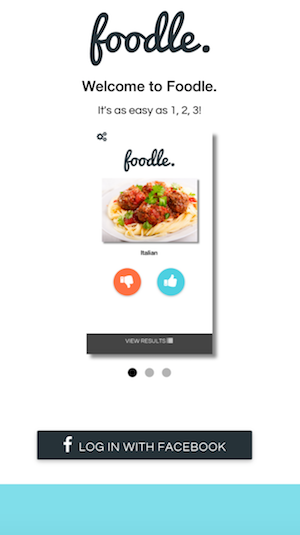 foodle.
Welcome to Foodle.
It's as easy as 1, 2, 3!
foodle.
Italian
VIEW RESULTS
f LOG IN WITH FACEBOOK